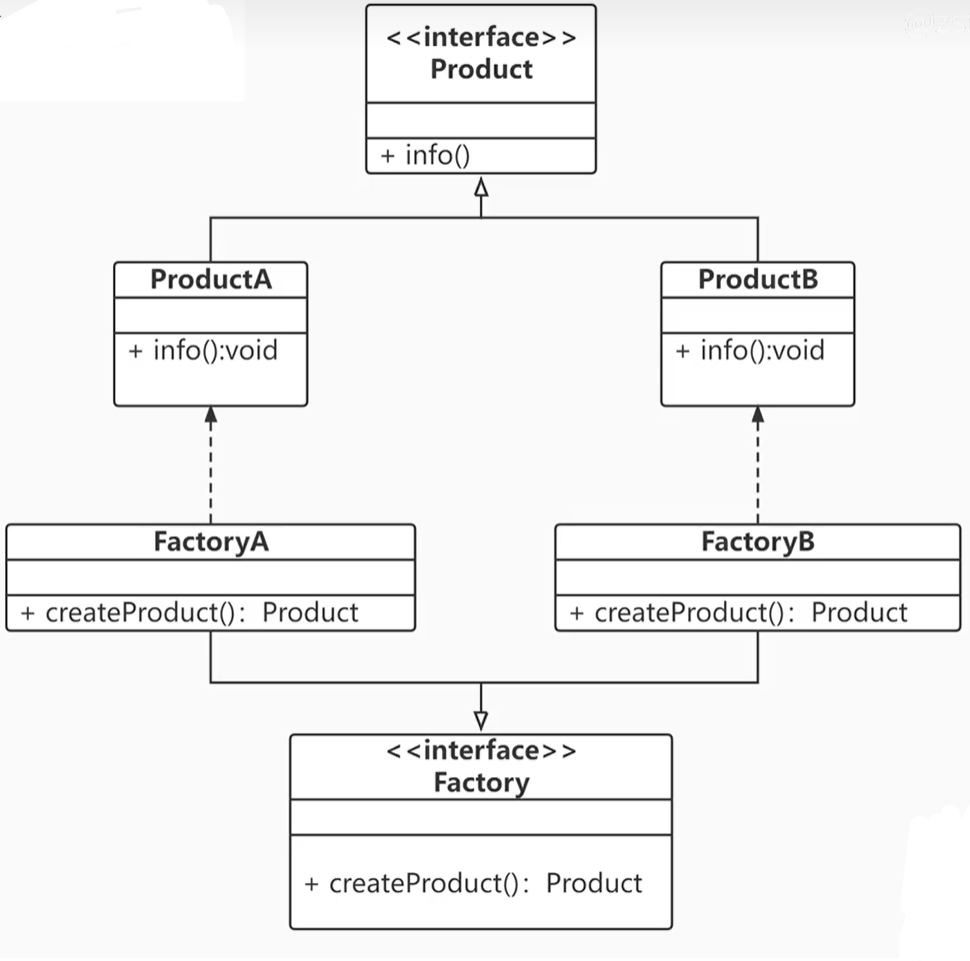 <<interface>>
Product
+ info()
ProductA
+ info():void
ProductB
+ info():void
FactoryA
+ createProduct()： Product
FactoryB
+ createProduct()： Product
<<interface>>
Factory
+ createProduct()： Product